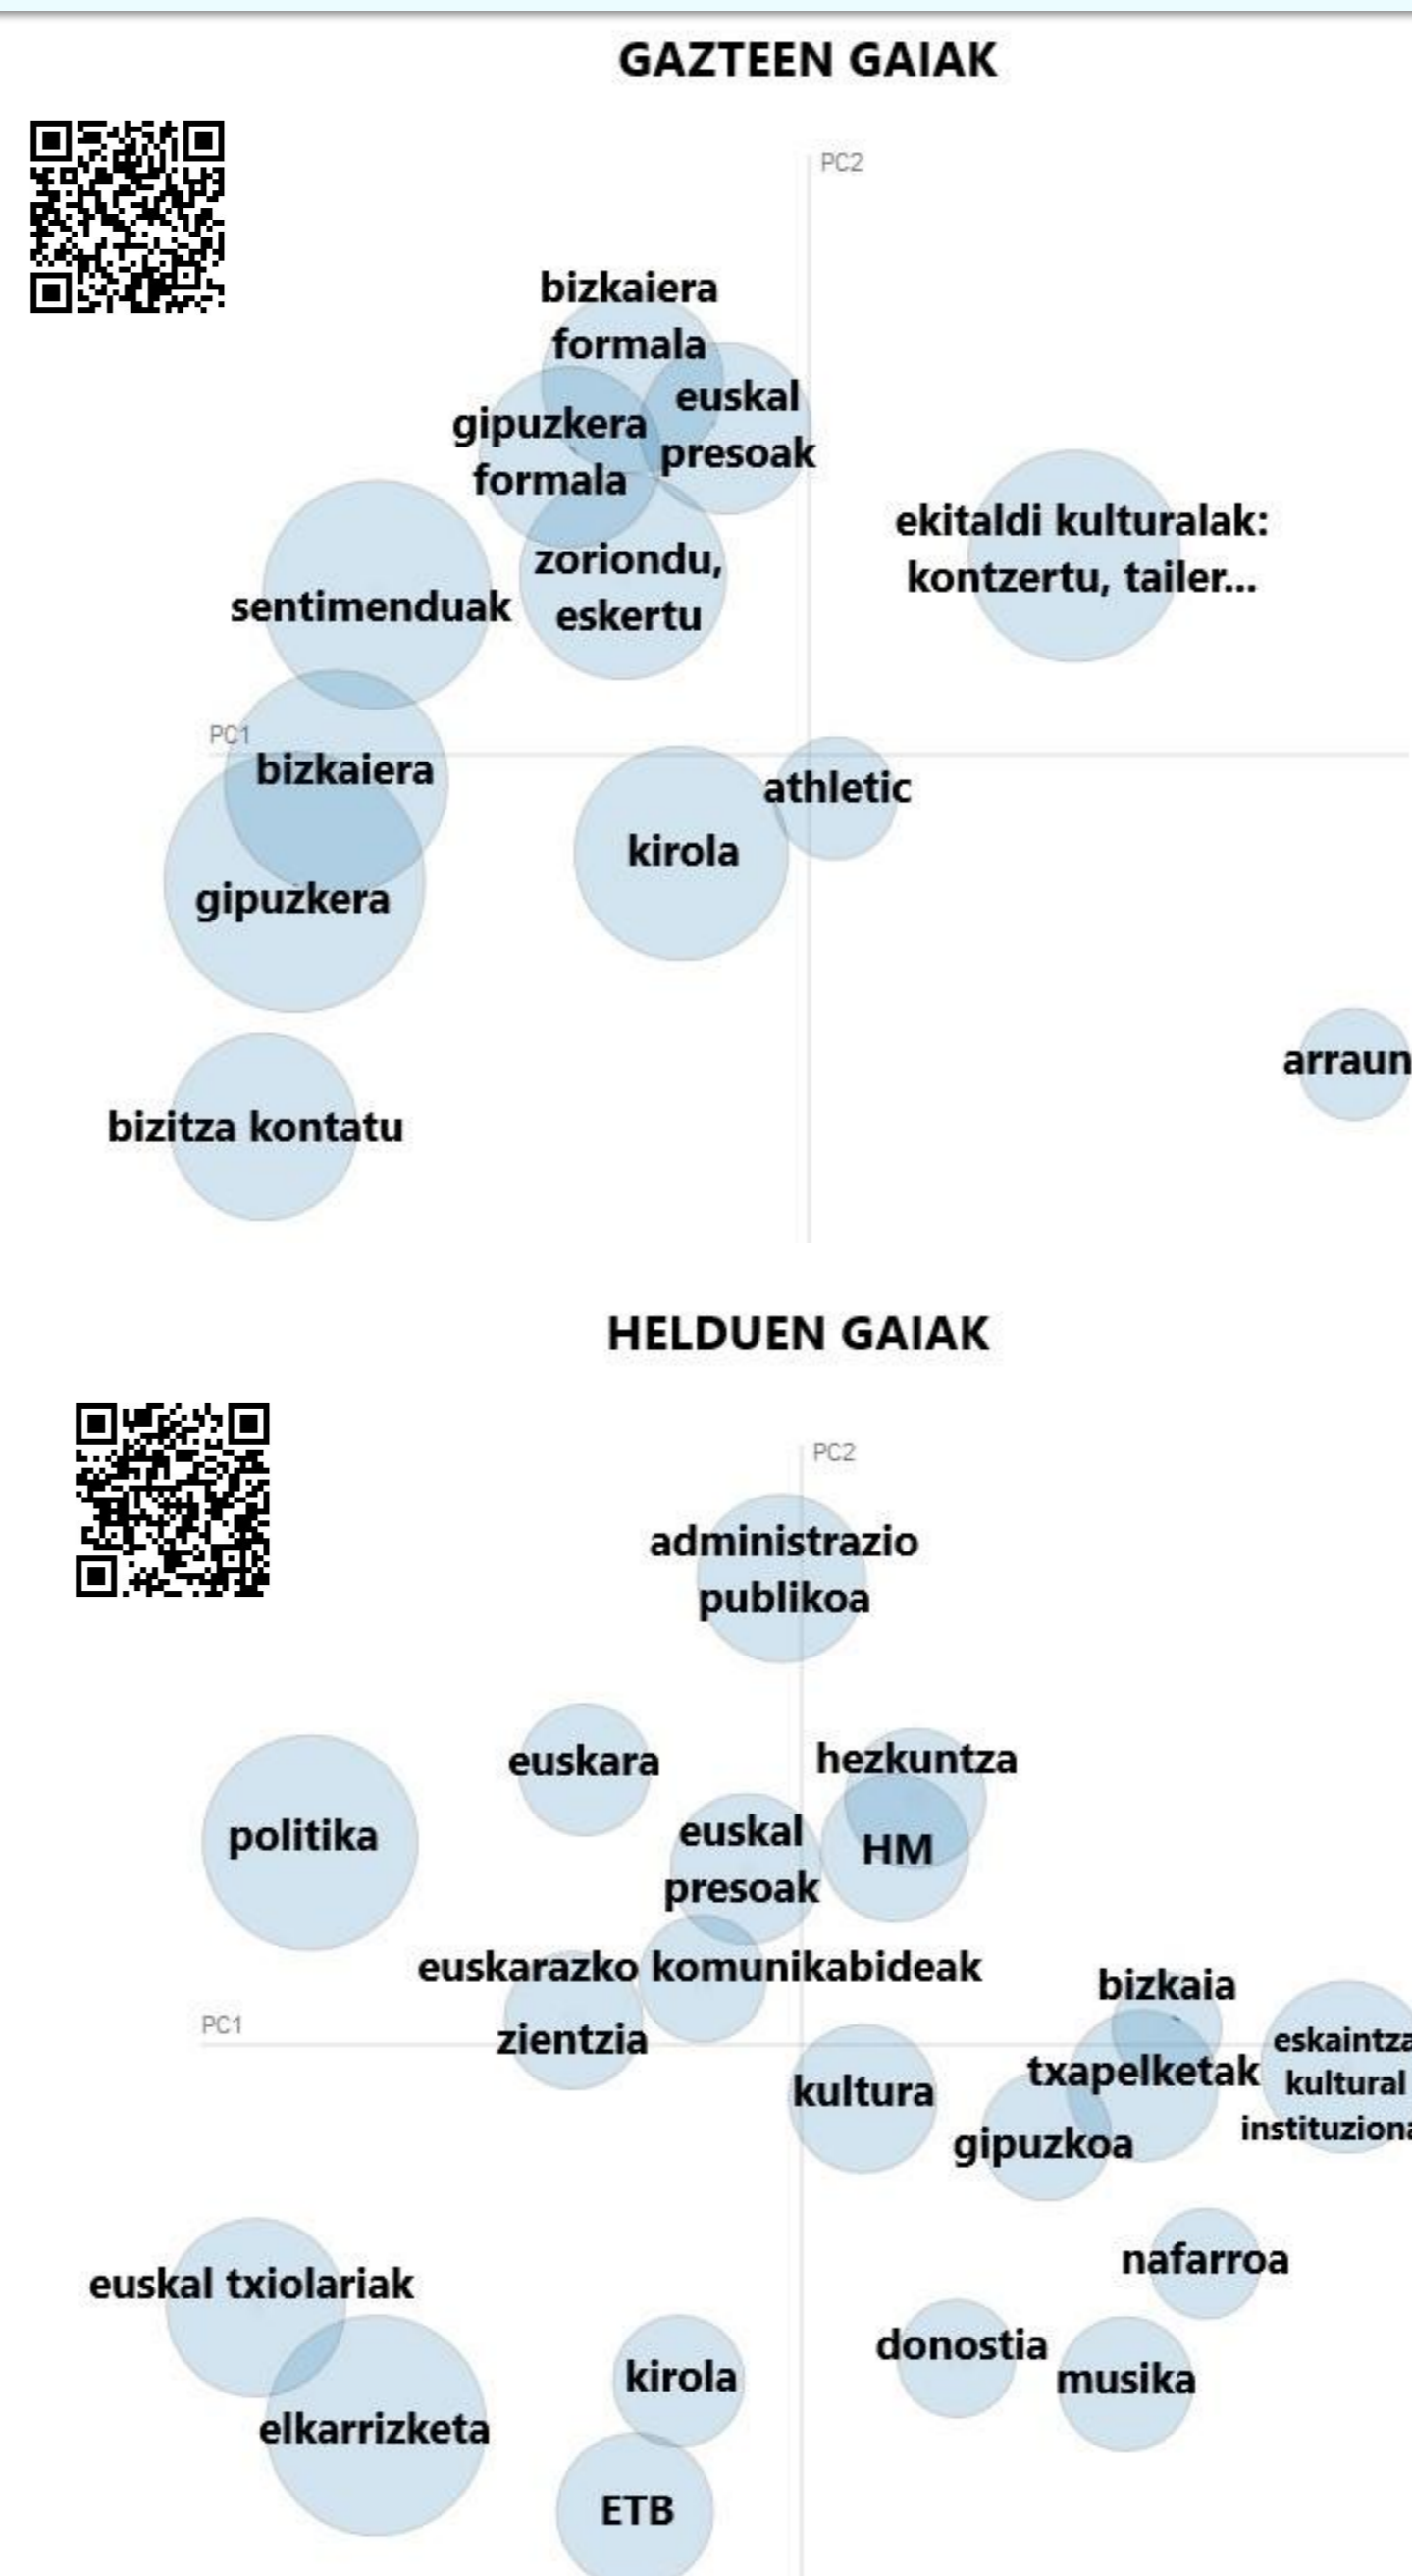 GAZTEEN GAIAK
PC2
bizkaiera
formala
euskal
presoak
gipuzkera
formala
ekitaldi kulturalak:
kontzertu, tailer...
zoriondu,
eskertu
sentimenduak
PC1
bizkaiera
athletic
kirola
gipuzkera
arraun
bizitza kontatu
HELDUEN GAIAK
PC2
administrazio
publikoa
euskara
hezkuntza
politika
euskal
presoak
HM
euskarazko komunikabideak
bizkaia
PC1
zientzia
eskaintza
kultural
txapelketak
kultura
gipuzkoa
nafarroa
euskal txiolariak
donostia
kirola
musika
elkarrizketa
ETB